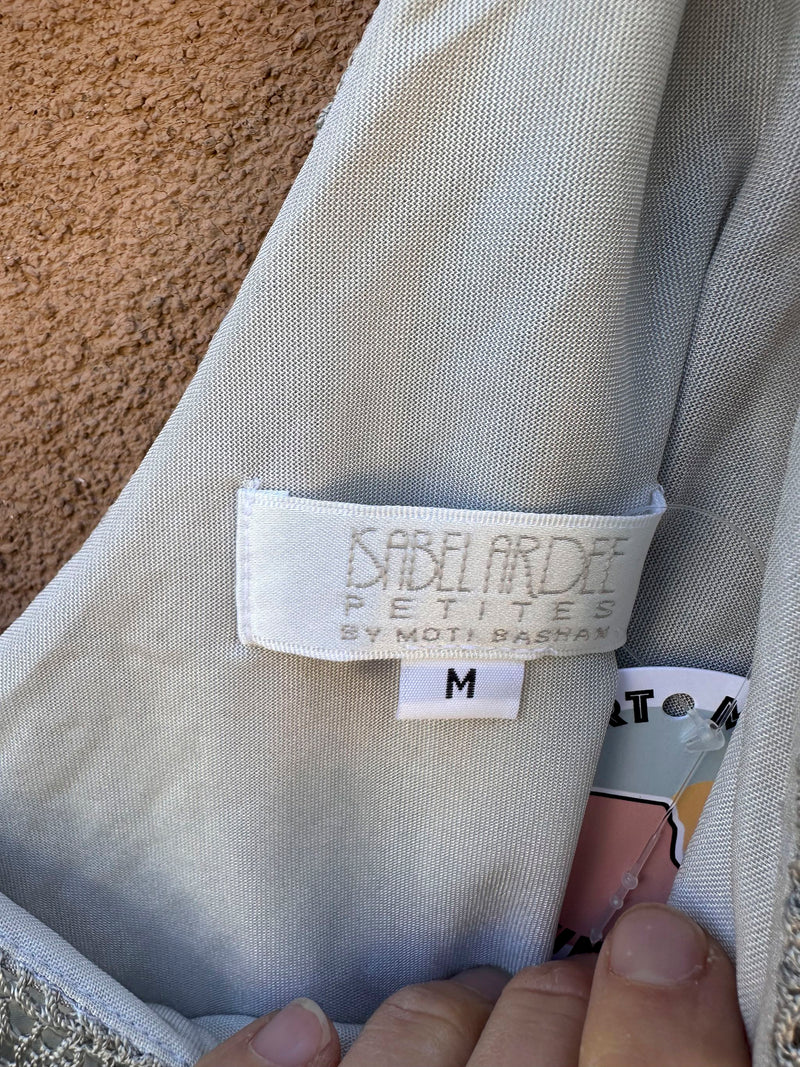 ISABEL ARDEE
PETITES
BY MOTI BASHAN
M